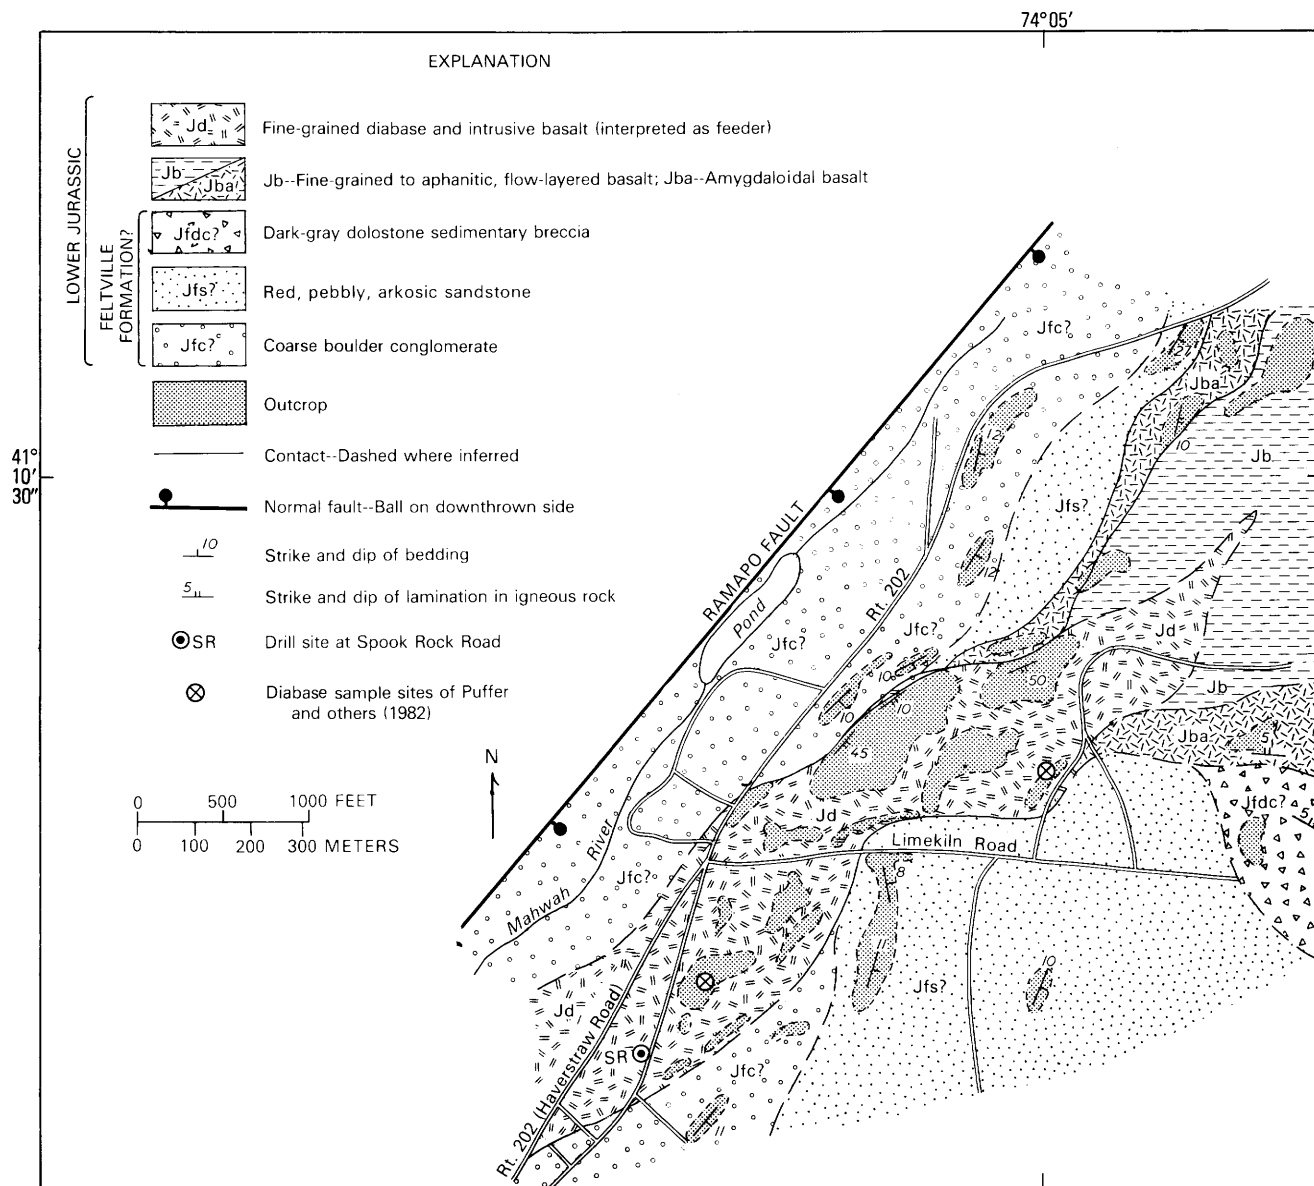 74°05'
EXPLANATION
LOWER JURASSIC
FELTVILLE
FORMATION?
Jd
Fine-grained diabase and intrusive basalt (interpreted as feeder)
Jb
Jba
Jb--Fine-grained to aphanitic, flow-layered basalt; Jba--Amygdaloidal basalt
Jfdc?
Dark-gray dolostone sedimentary breccia
Jfs?
Red, pebbly, arkosic sandstone
Jfc?
Coarse boulder conglomerate
Outcrop
Contact--Dashed where inferred
Normal fault--Ball on downthrown side
10
Strike and dip of bedding
5
Strike and dip of lamination in igneous rock
SR
Drill site at Spook Rock Road
Diabase sample sites of Puffer
and others (1982)
41°
10'
30"
N
0 500 1000 FEET
0 100 200 300 METERS
Jfc?
12
Jba
10
Jb
12
Jfs?
RAMAPO FAULT
Pond
Rt. 202
12
Jfc?
Jfc?
Jd
10
50
10
10
45
Jb
Jba
5
Jfdc?
5
Jd
Limekiln Road
River
Mahwah
Jfc?
8
11
10
Jfs?
Jd
SR
Jfc?
Rt. 202 (Haverstraw Road)